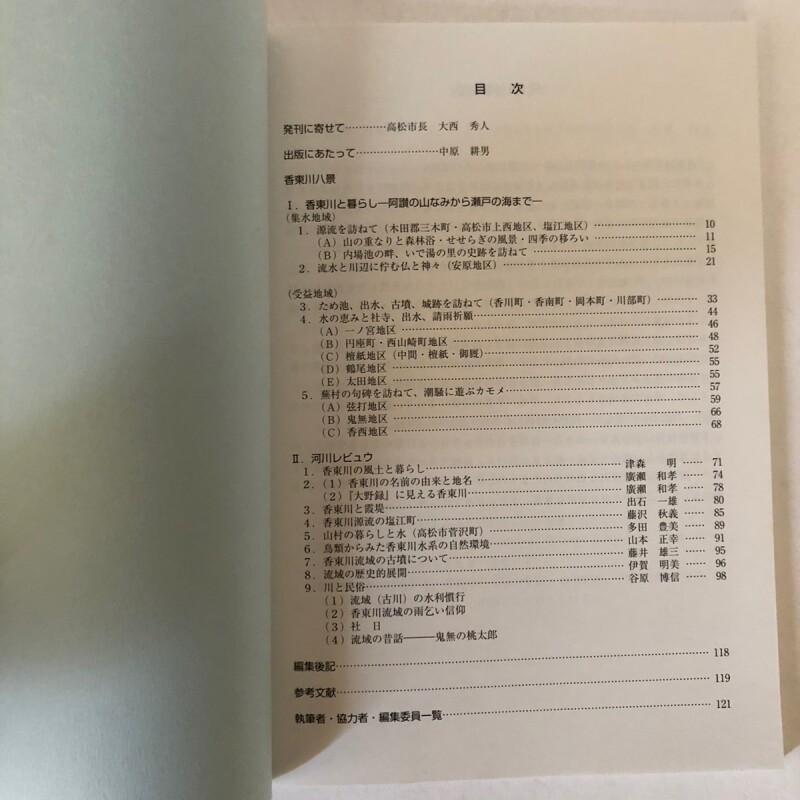 目　次
発刊に寄せて…………高松市長　大西　秀人
出版にあたって……………………中原　耕男
香東川八景
Ⅰ．香東川と暮らし―阿讃の山なみから瀬戸の海まで―
（集水地域）
1．源流を訪ねて（木田郡三木町・高松市上西地区、塩江地区）…………… 10
（A）山の重なりと森林浴・せせらぎの風景・四季の移ろい…………… 11
（B）内場池の畔、いで湯の里の史跡を訪ねて…………… 15
2．流水と川辺に佇む仏と神々（安原地区）…………… 21
（受益地域）
3．ため池、出水、古墳、城跡を訪ねて（香川町・香南町・岡本町・川部町）………… 33
4．水の恵みと社寺、出水、請雨祈願…………… 44
（A）一ノ宮地区…………… 46
（B）円座町・西山崎町地区…………… 48
（C）檀紙地区（中間・檀紙・御厩）…………… 52
（D）鶴尾地区…………… 55
（E）太田地区…………… 55
5．蕪村の句碑を訪ねて、潮騒に遊ぶカモメ…………… 57
（A）弦打地区…………… 59
（B）鬼無地区…………… 66
（C）香西地区…………… 68
Ⅱ．河川レビュウ
1．香東川の風土と暮らし……………津森　明…… 71
2．（1）香東川の名前の由来と地名……………廣瀬　和孝…… 74
（2）『大野録』に見える香東川……………廣瀬　和孝…… 78
3．香東川と霞堤……………出石　一雄…… 80
4．香東川源流の塩江町……………藤沢　秋義…… 85
5．山村の暮らしと水（高松市菅沢町）……………多田　豊美…… 89
6．鳥類からみた香東川水系の自然環境……………山本　正幸…… 91
7．香東川流域の古墳について……………藤井　雄三…… 95
8．流域の歴史的展開……………伊賀　明美…… 96
9．川と民俗……………谷原　博信…… 98
（1）流域（古川）の水利慣行
（2）香東川流域の雨乞い信仰
（3）社　日
（4）流域の昔話―――鬼無の桃太郎
編集後記…………… 118
参考文献…………… 119
執筆者・協力者・編集委員一覧…………… 121